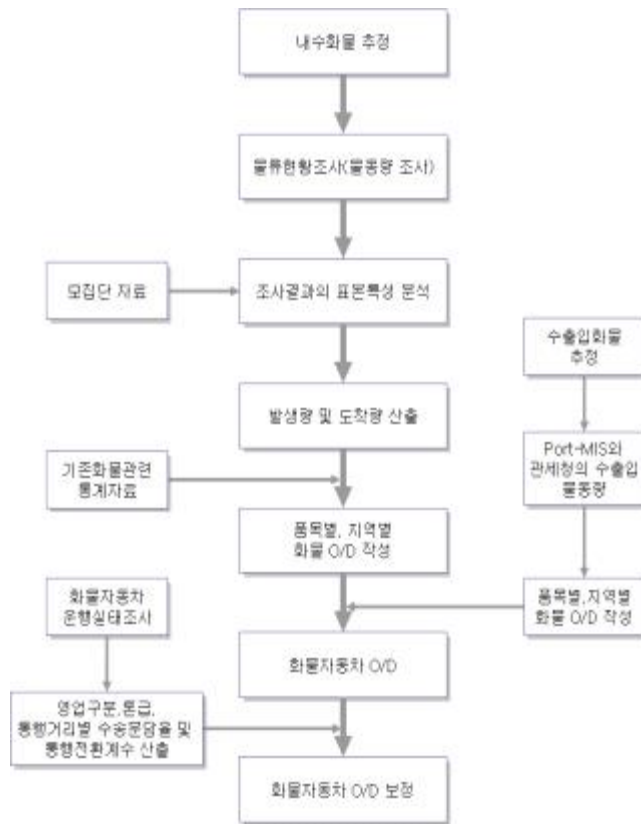 내수화물 추정
물류현황조사(물동량 조사)
모집단 자료
조사결과의 표본특성 분석
수출입화물
추정
발생량 및 도착량 산출
Port-MIS와
관세청의 수출입
물동량
기존화물관련
통계자료
품목별, 지역별
화물 O/D 작성
화물자동차
운행실태조사
품목별,지역별
화물 O/D 작성
화물자동차 O/D
영업구분,톤급,
통행거리별 수송분담율 및
통행전환계수 산출
화물자동차 O/D 보정